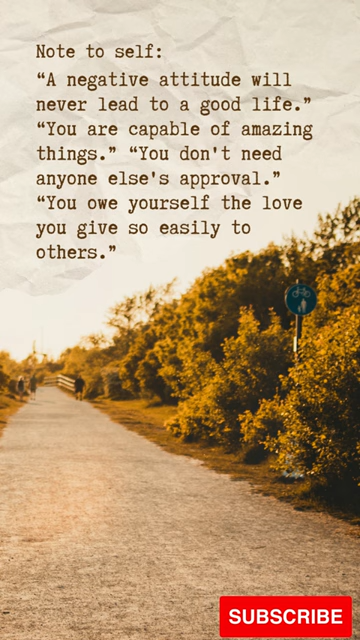 Note to self:
“A negative attitude will
never lead to a good life.”
“You are capable of amazing
things.” “You don't need
anyone else's approval.”
“You owe yourself the love
you give so easily to
others.”
SUBSCRIBE